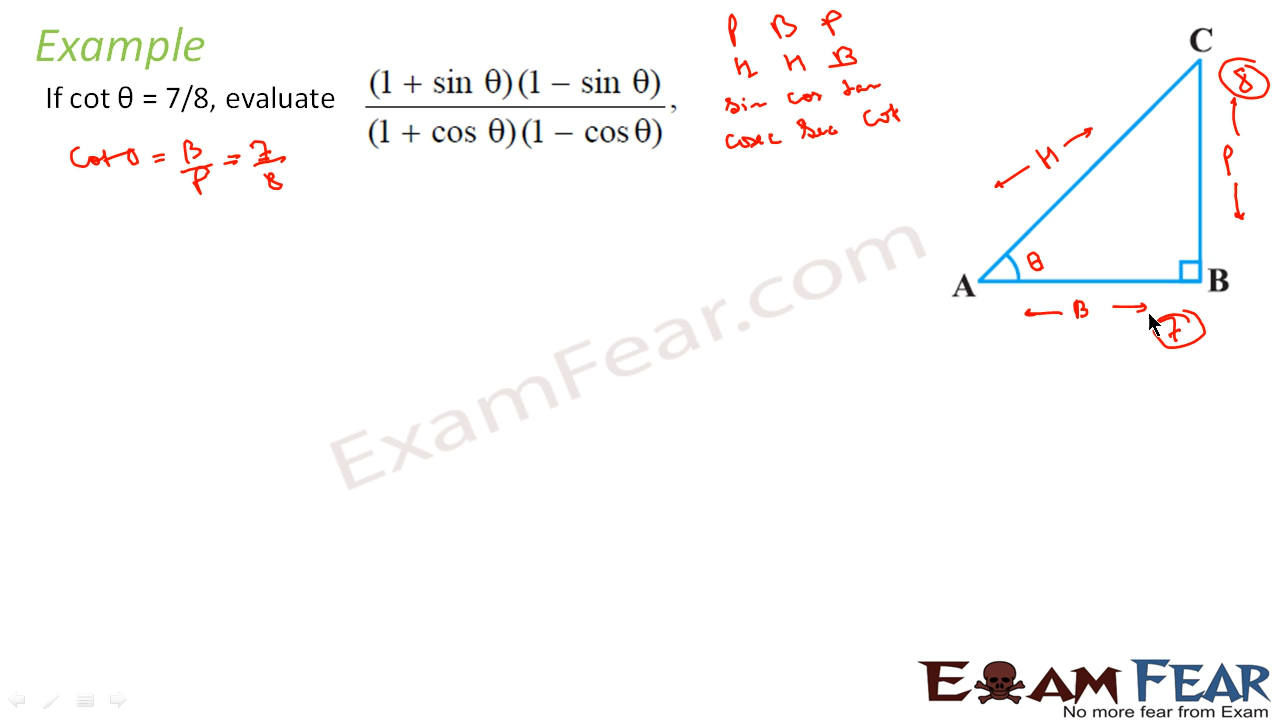 Example
If cot θ = 7/8, evaluate
(1 + sin θ)(1 − sin θ)
(1 + cos θ)(1 − cos θ) ,
cot θ = B/P = 7/8
P B P
H H B
sin cos tan
cosec sec cot
C
8
H
P
θ
A
B
B
7
ExamFear.com
EXAM FEAR
No more fear from Exam